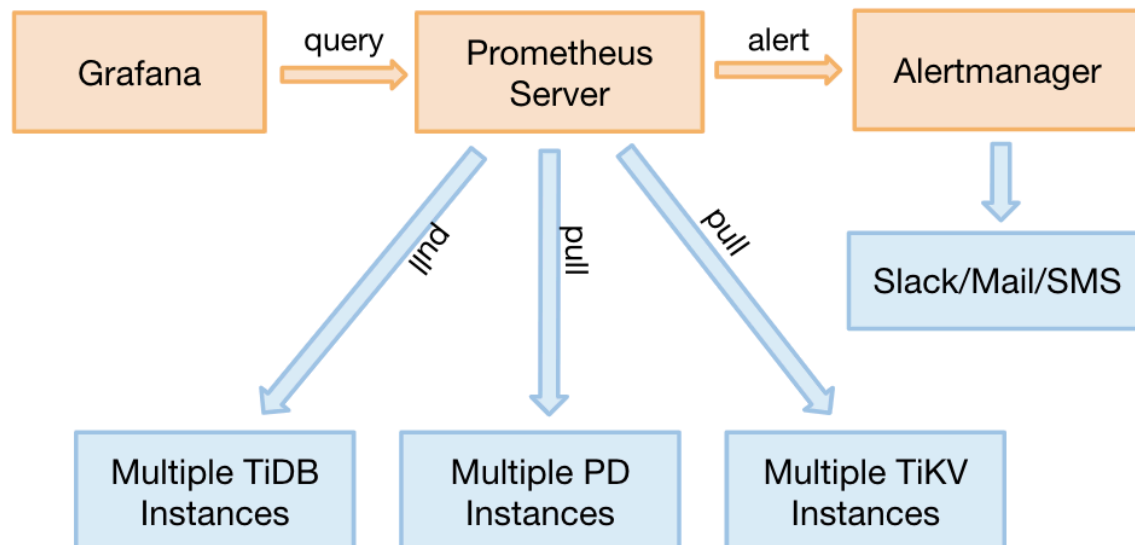 Grafana
query
Prometheus
Server
alert
Alertmanager
pull
pull
pull
Slack/Mail/SMS
Multiple TiDB
Instances
Multiple PD
Instances
Multiple TiKV
Instances